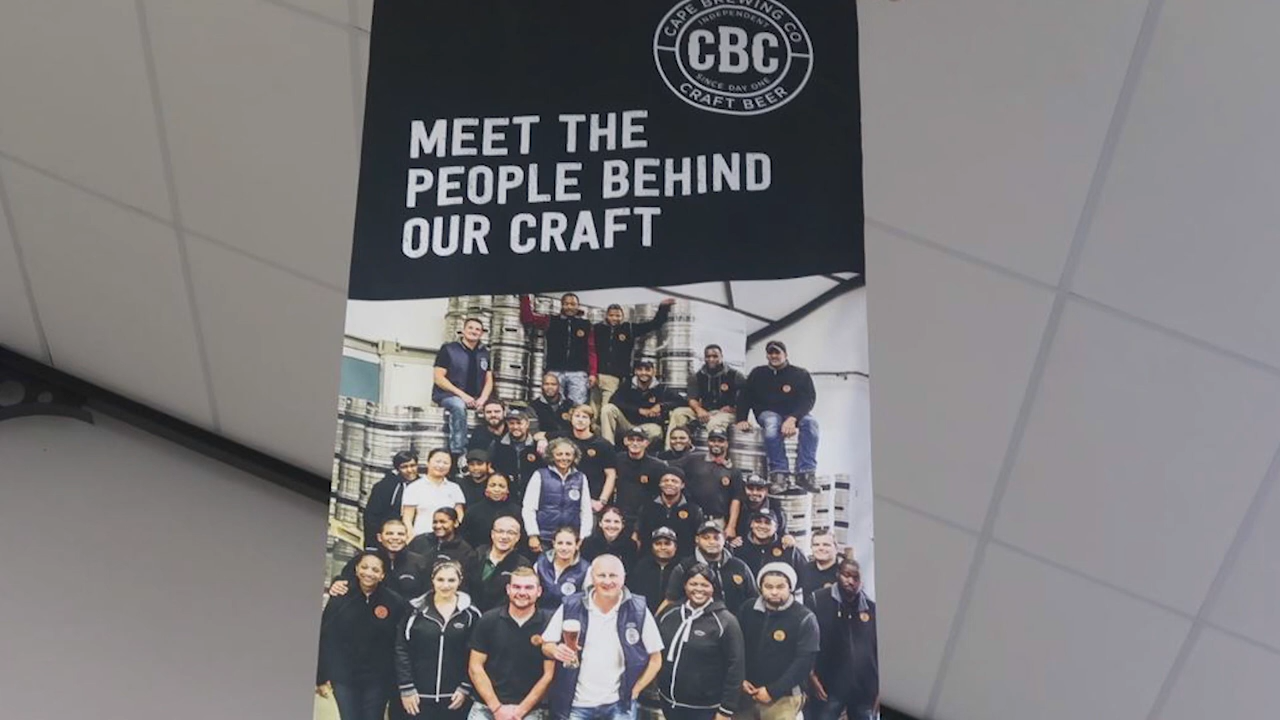 CAPE BREWING CO
INDEPENDENT
CBC
SINCE DAY ONE
CRAFT BEER
MEET THE
PEOPLE BEHIND
OUR CRAFT